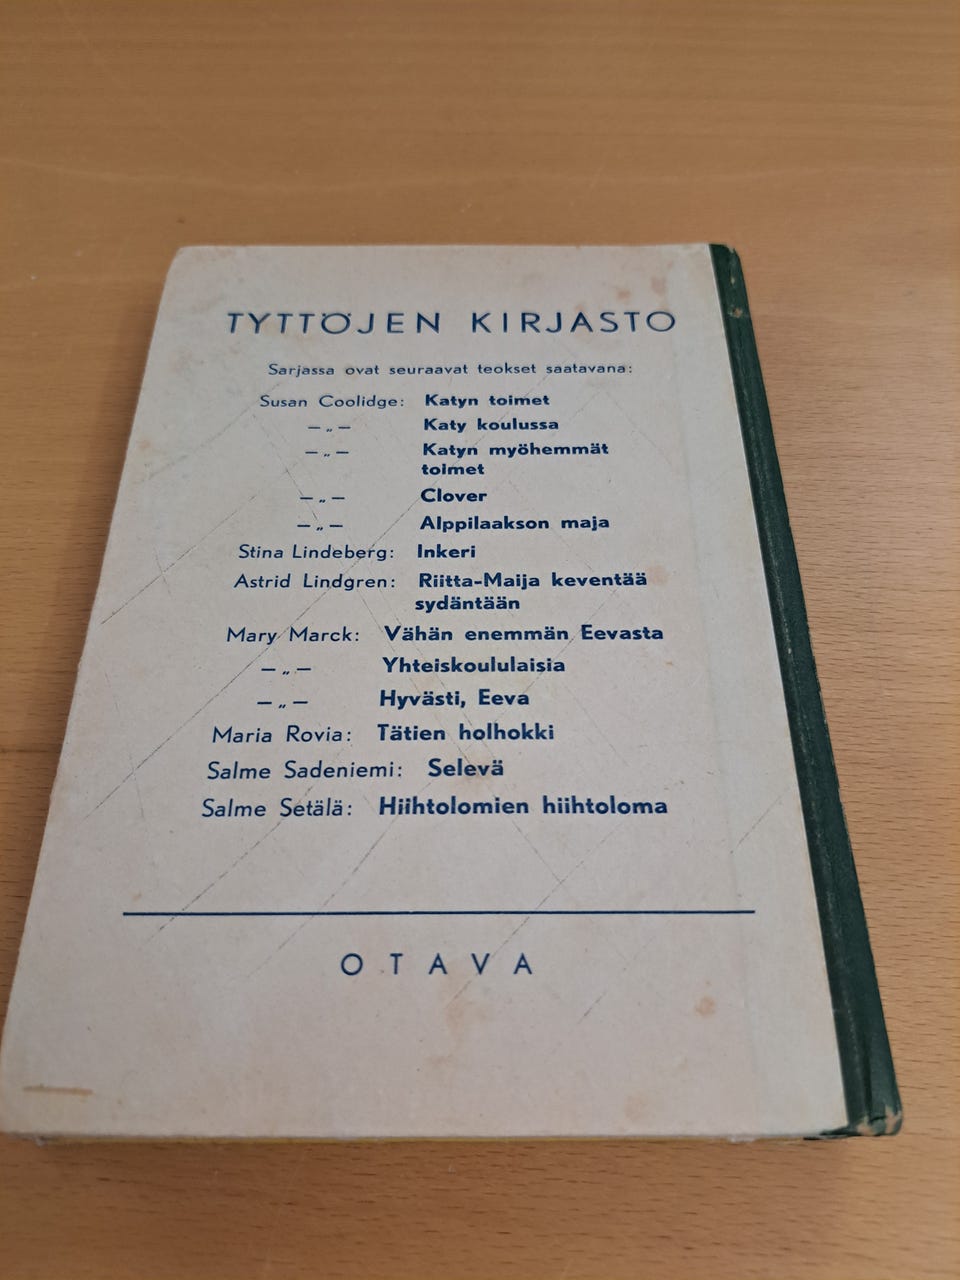 TYTTÖJEN KIRJASTO
Sarjassa ovat seuraavat teokset saatavana:
Susan Coolidge: Katyn toimet
— „ — Katy koulussa
— „ — Katyn myöhemmät
toimet
— „ — Clover
— „ — Alppilaakson maja
Stina Lindeberg: Inkeri
Astrid Lindgren: Riitta-Maija keventää
sydäntään
Mary Marck: Vähän enemmän Eevasta
— „ — Yhteiskoululaisia
— „ — Hyvästi, Eeva
Maria Rovia: Tätien holhokki
Salme Sadeniemi: Selevä
Salme Setälä: Hiihtolomien hiihtoloma
OTAVA